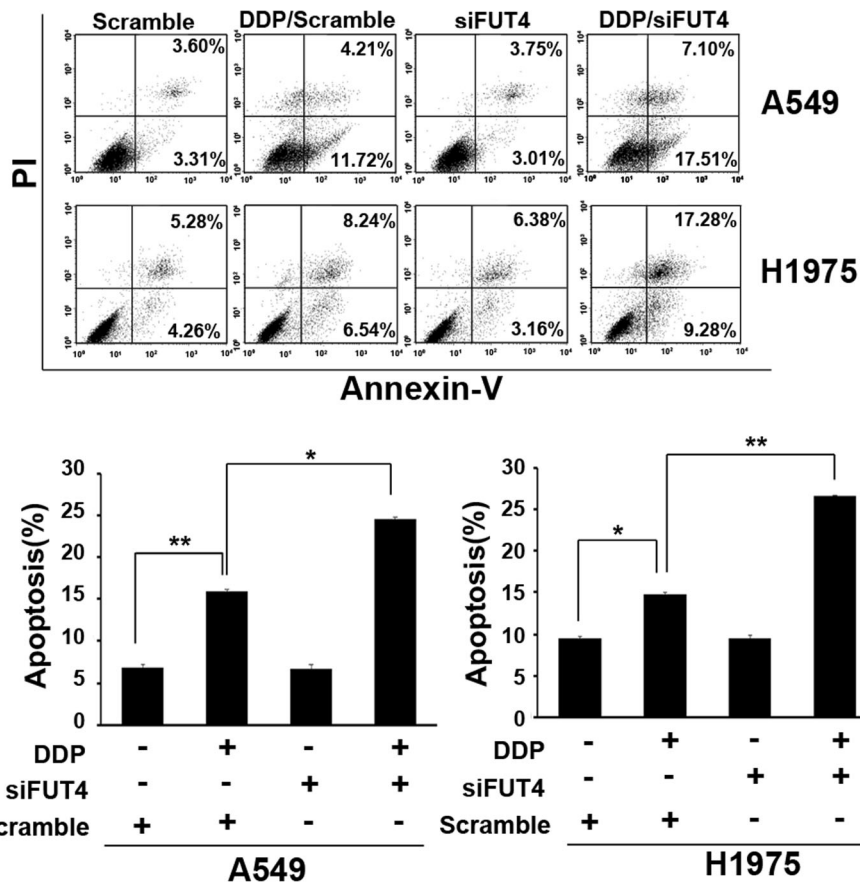 Scramble DDP/Scramble siFUT4 DDP/siFUT4
3.60% 4.21% 3.75% 7.10%
A549
3.31% 11.72% 3.01% 17.51%
PI
5.28% 8.24% 6.38% 17.28%
H1975
4.26% 6.54% 3.16% 9.28%
Annexin-V
Apoptosis(%)
30
25
20
15
10
5
0
* **
DDP - + - +
siFUT4 - - + +
cramble + + - -
A549
Apoptosis(%)
30
25
20
15
10
5
0
* **
DDP - + - +
siFUT4 - - + +
Scramble + + - -
H1975